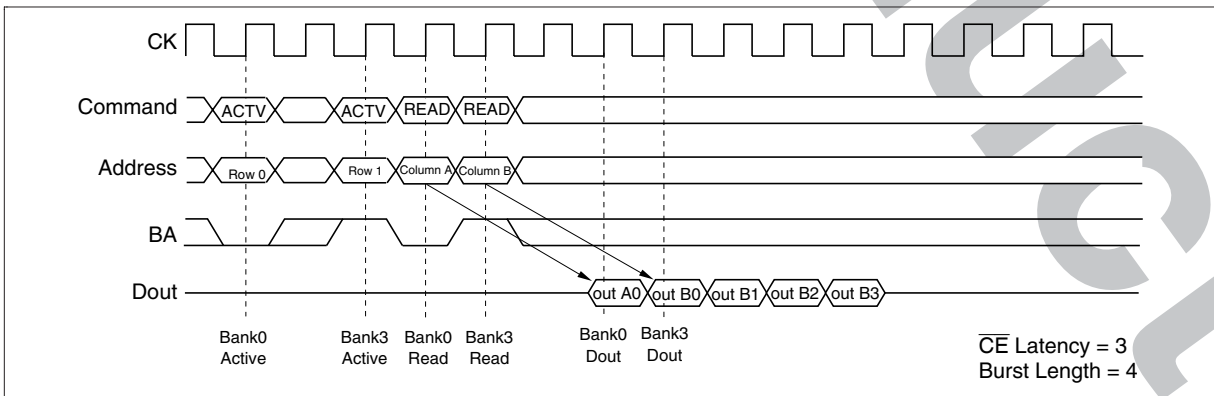 CK
Command ACTV ACTV READ READ
Address Row 0 Row 1 Column A Column B
BA
Dout out A0 out B0 out B1 out B2 out B3
Bank0 Active
Bank3 Active
Bank0 Read
Bank3 Read
Bank0 Dout
Bank3 Dout
CE Latency = 3
Burst Length = 4